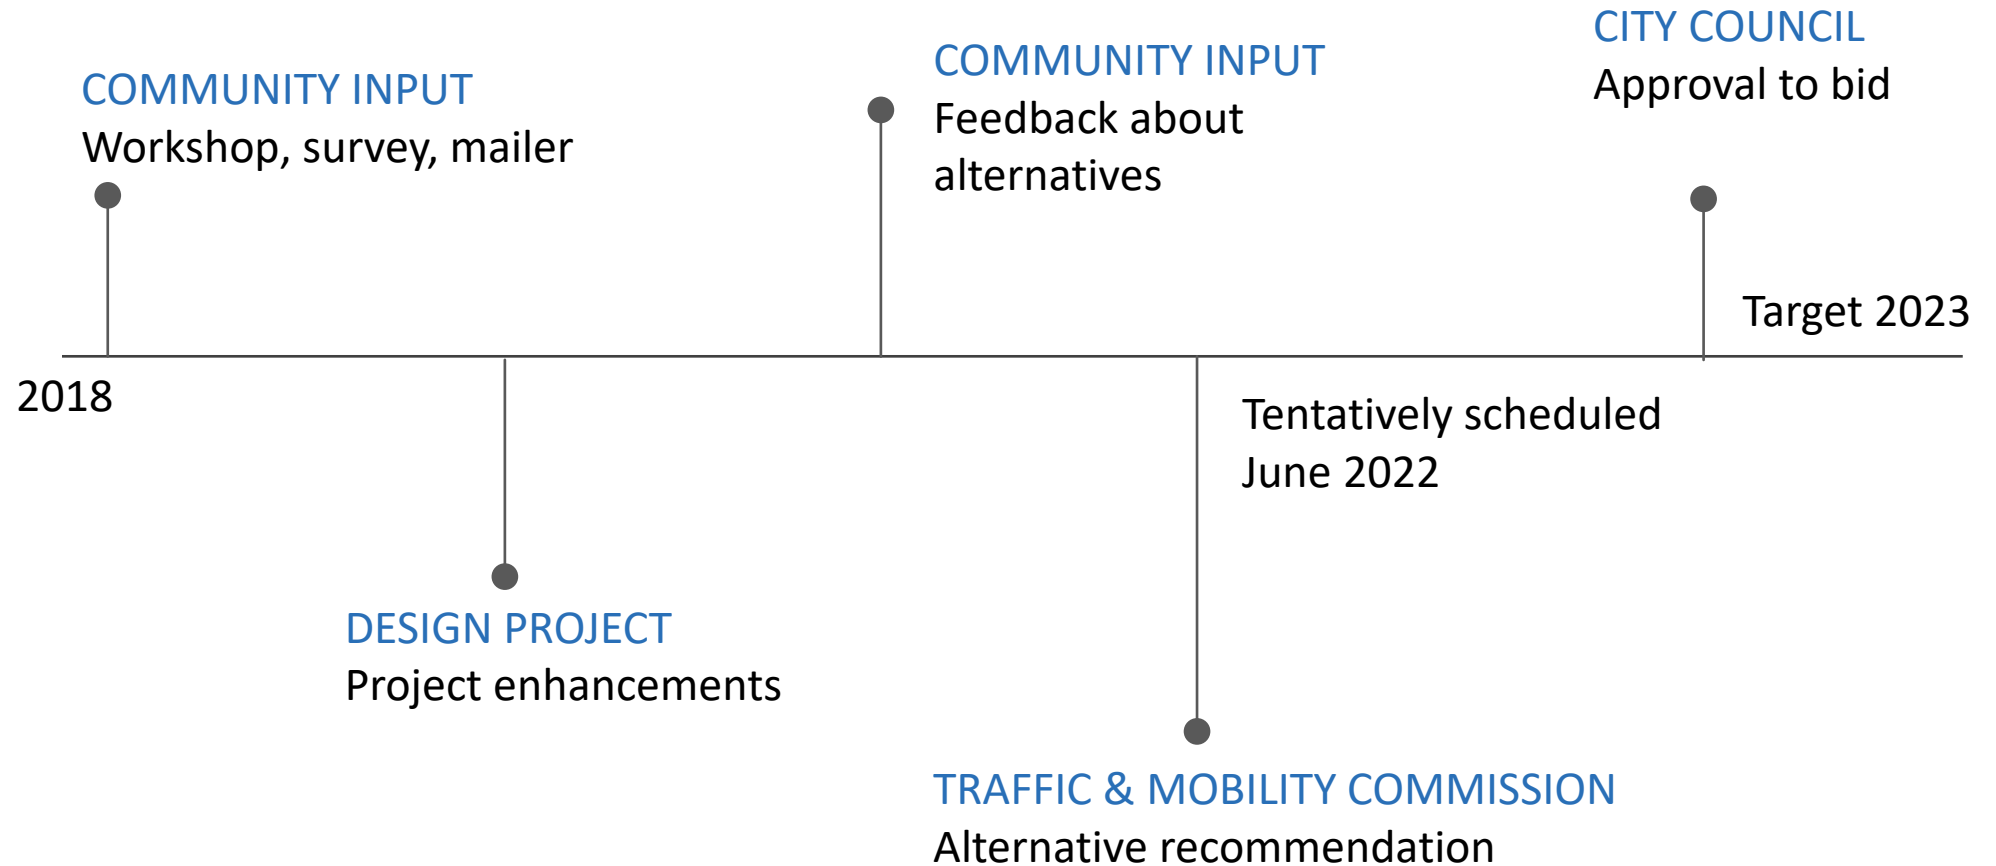 COMMUNITY INPUT
Workshop, survey, mailer
2018
DESIGN PROJECT
Project enhancements
COMMUNITY INPUT
Feedback about
alternatives
Tentatively scheduled
June 2022
TRAFFIC & MOBILITY COMMISSION
Alternative recommendation
CITY COUNCIL
Approval to bid
Target 2023